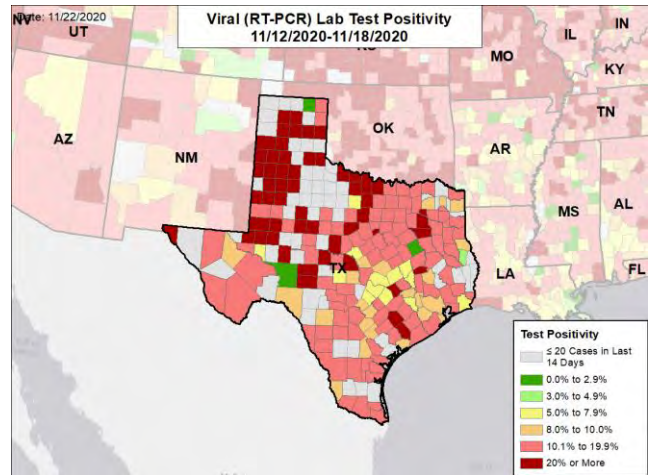 Date: 11/22/2020
Viral (RT-PCR) Lab Test Positivity
11/12/2020-11/18/2020
NV
UT
MO
IL
IN
KY
TN
AZ
NM
OK
AR
MS
AL
TX
LA
FL
Test Positivity
≤ 20 Cases in Last
14 Days
0.0% to 2.9%
3.0% to 4.9%
5.0% to 7.9%
8.0% to 10.0%
10.1% to 19.9%
20% or More